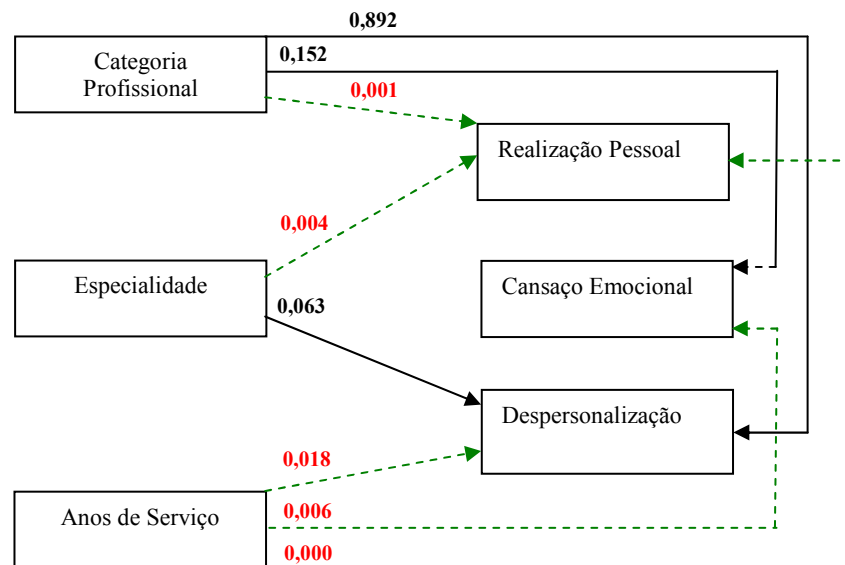 0,892
0,152
Categoria
Profissional
0,001
Realização Pessoal
0,004
Especialidade
Cansaço Emocional
0,063
Despersonalização
0,018
Anos de Serviço
0,006
0,000